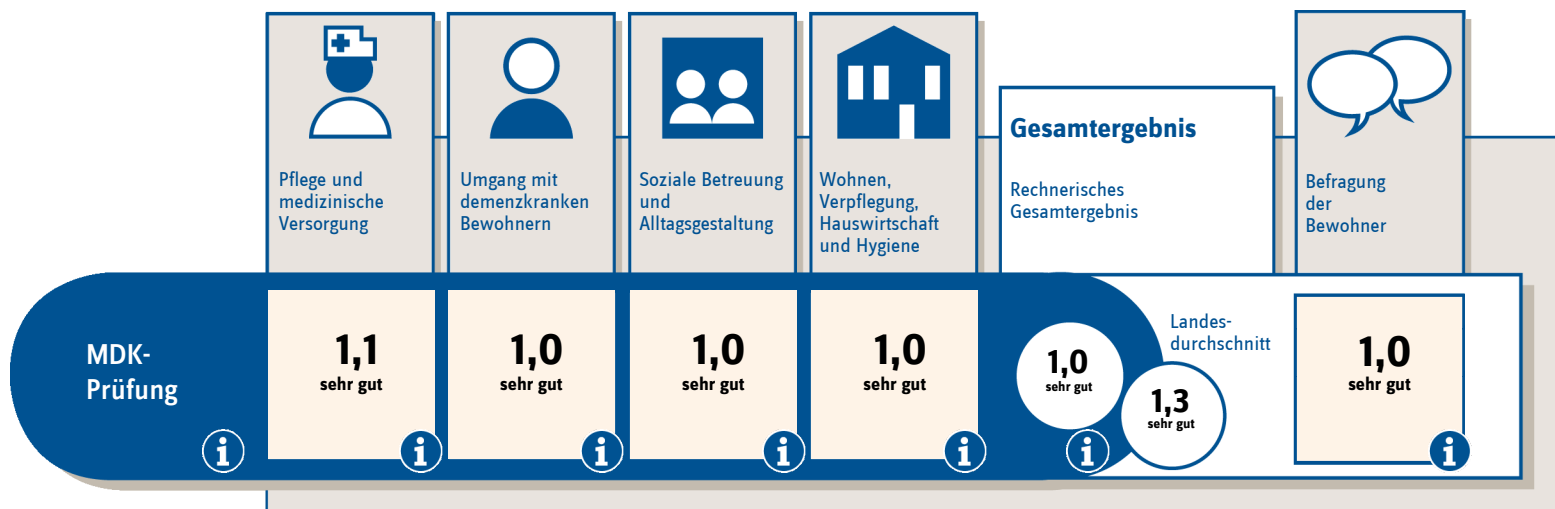 Pflege und
medizinische
Versorgung
Umgang mit
demenzkranken
Bewohnern
Soziale Betreuung
und
Alltagsgestaltung
Wohnen,
Verpflegung,
Hauswirtschaft
und Hygiene
Gesamtergebnis
Rechnerisches
Gesamtergebnis
Befragung
der
Bewohner
MDK-
Prüfung
i
1,1
sehr gut
i
1,0
sehr gut
i
1,0
sehr gut
i
1,0
sehr gut
i
1,0
sehr gut
i
Landes-
durchschnitt
1,3
sehr gut
1,0
sehr gut
i